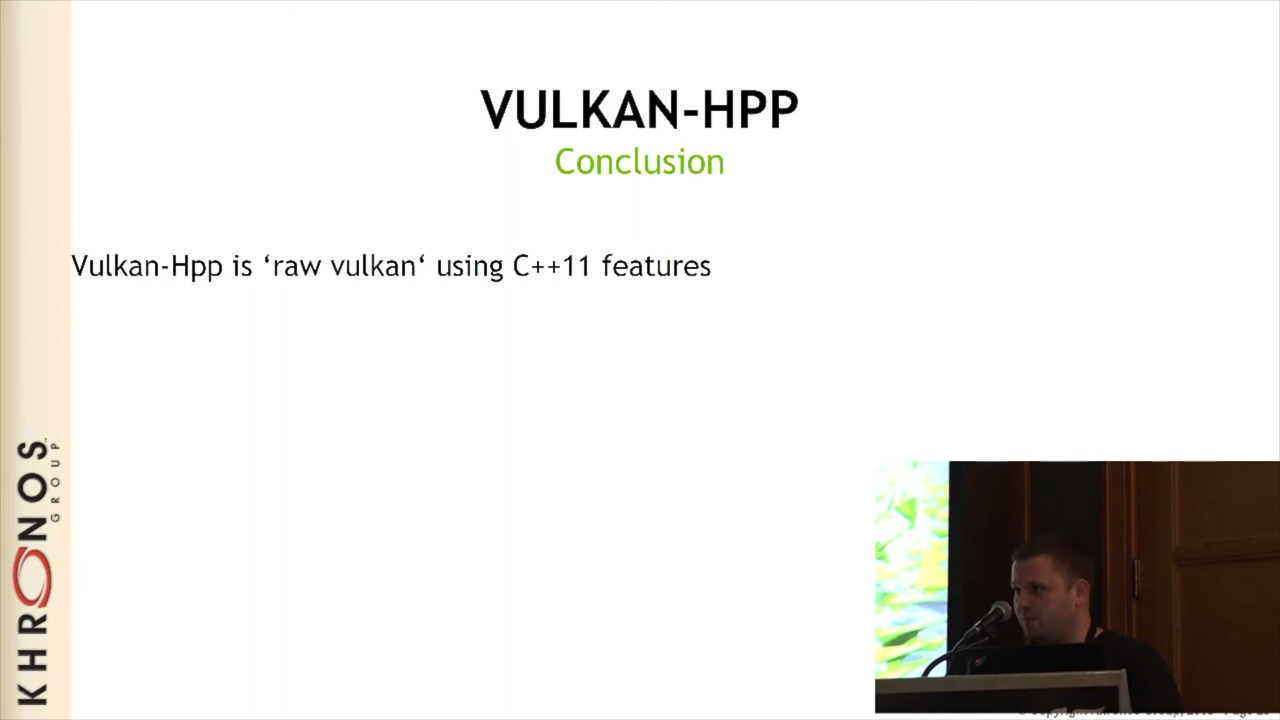 VULKAN-HPP
Conclusion
Vulkan-Hpp is ‘raw vulkan‘ using C++11 features
KHRONOS
GROUP